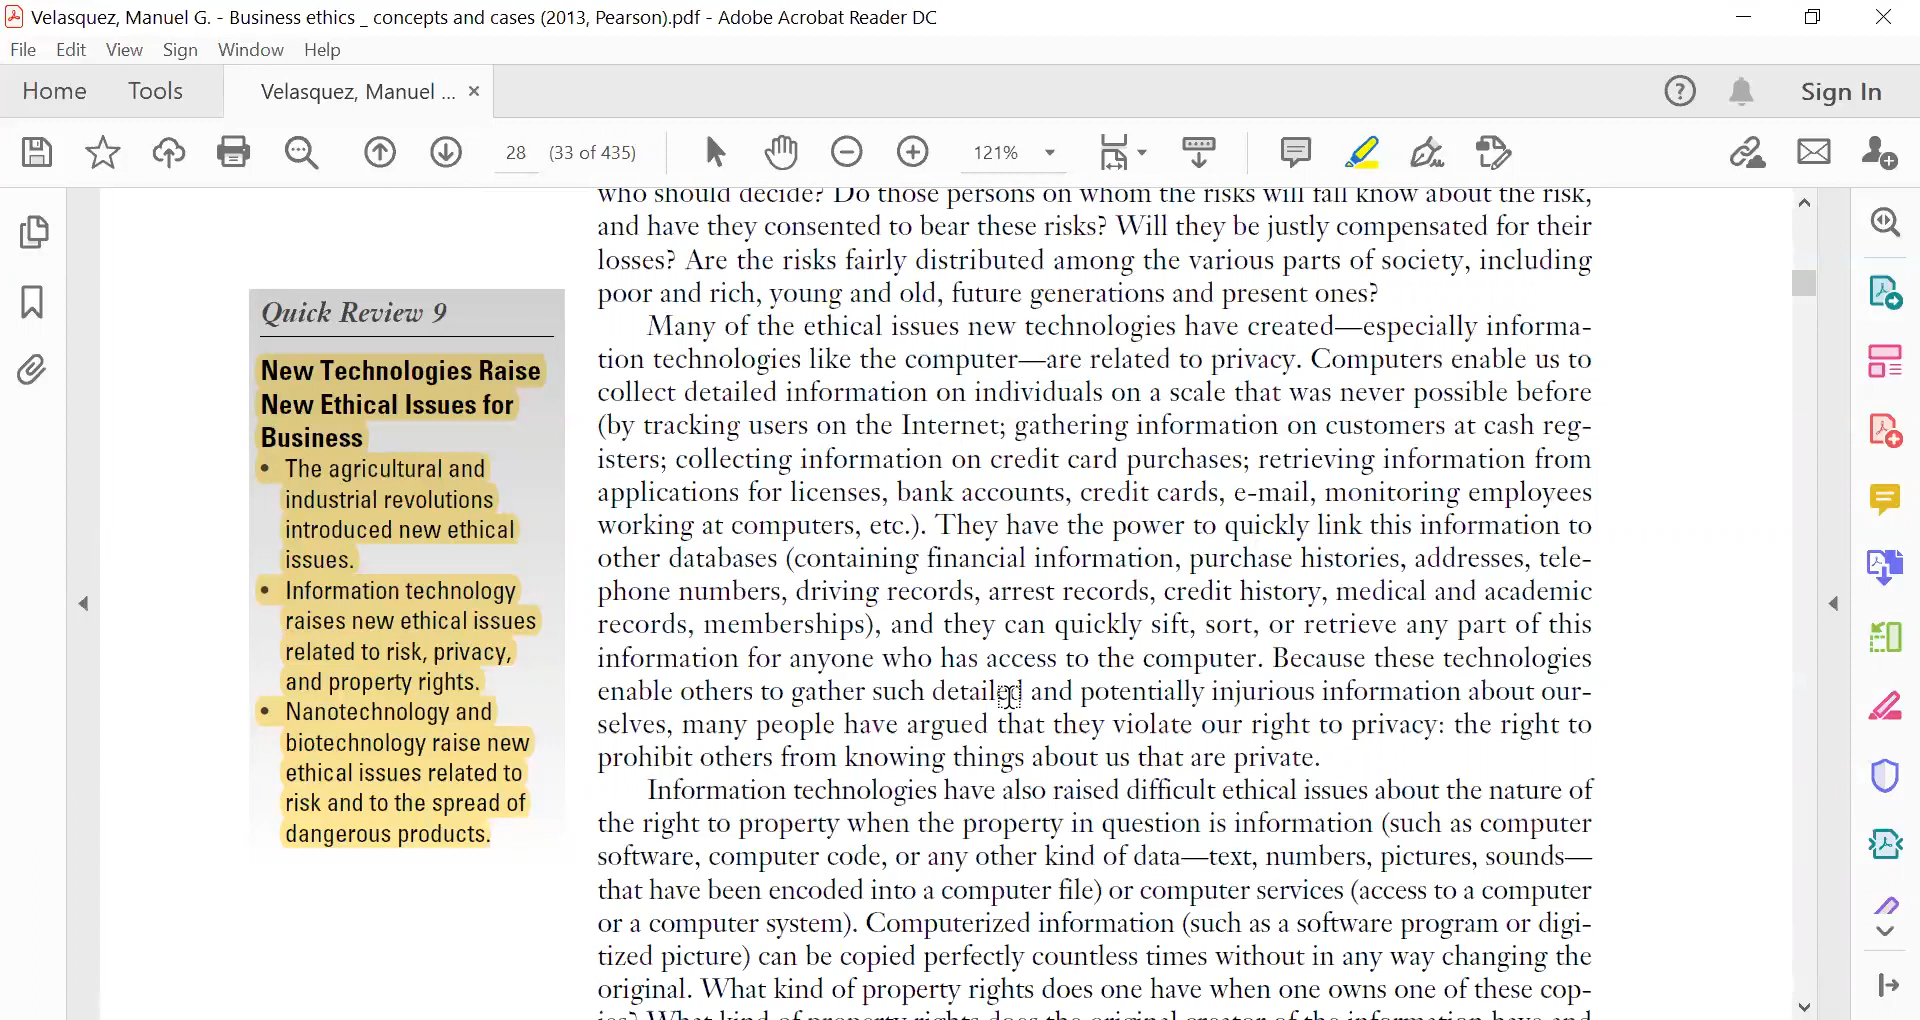 Velasquez, Manuel G. - Business ethics _ concepts and cases (2013, Pearson).pdf - Adobe Acrobat Reader DC
File Edit View Sign Window Help
Home Tools Velasquez, Manuel ... × Sign In
28 (33 of 435) 121%
Quick Review 9
New Technologies Raise
New Ethical Issues for
Business
• The agricultural and
industrial revolutions
introduced new ethical
issues.
• Information technology
raises new ethical issues
related to risk, privacy,
and property rights.
• Nanotechnology and
biotechnology raise new
ethical issues related to
risk and to the spread of
dangerous products.
who should decide? Do those persons on whom the risks will fall know about the risk,
and have they consented to bear these risks? Will they be justly compensated for their
losses? Are the risks fairly distributed among the various parts of society, including
poor and rich, young and old, future generations and present ones?
Many of the ethical issues new technologies have created—especially informa-
tion technologies like the computer—are related to privacy. Computers enable us to
collect detailed information on individuals on a scale that was never possible before
(by tracking users on the Internet; gathering information on customers at cash reg-
isters; collecting information on credit card purchases; retrieving information from
applications for licenses, bank accounts, credit cards, e-mail, monitoring employees
working at computers, etc.). They have the power to quickly link this information to
other databases (containing financial information, purchase histories, addresses, tele-
phone numbers, driving records, arrest records, credit history, medical and academic
records, memberships), and they can quickly sift, sort, or retrieve any part of this
information for anyone who has access to the computer. Because these technologies
enable others to gather such detailed and potentially injurious information about our-
selves, many people have argued that they violate our right to privacy: the right to
prohibit others from knowing things about us that are private.
Information technologies have also raised difficult ethical issues about the nature of
the right to property when the property in question is information (such as computer
software, computer code, or any other kind of data—text, numbers, pictures, sounds—
that have been encoded into a computer file) or computer services (access to a computer
or a computer system). Computerized information (such as a software program or digi-
tized picture) can be copied perfectly countless times without in any way changing the
original. What kind of property rights does one have when one owns one of these cop-
ies? What kind of property rights does the original creator of the information have and